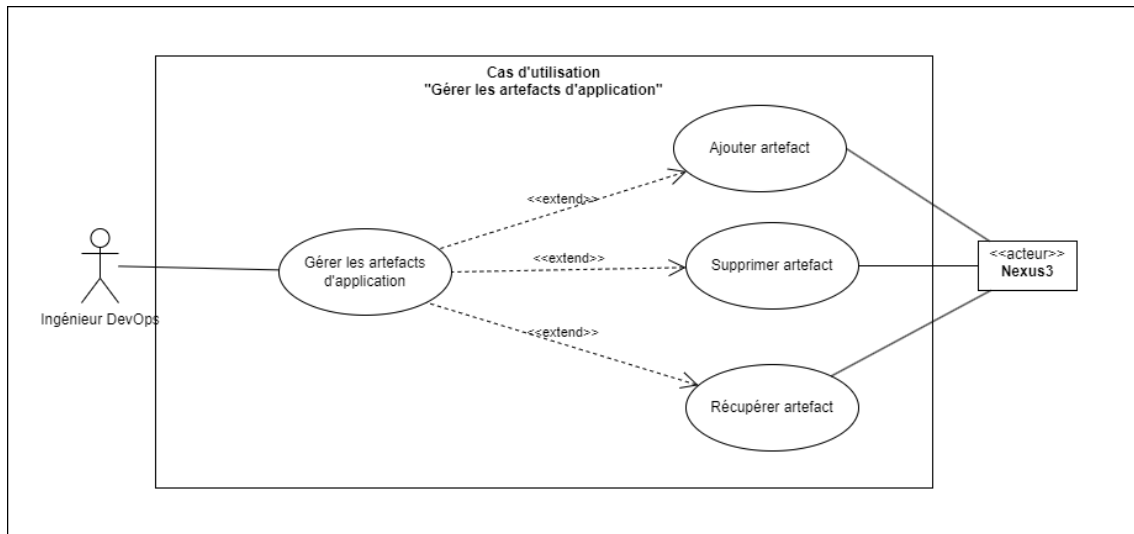 Cas d'utilisation
"Gérer les artefacts d'application"
Ajouter artefact
<<extend>>
<<acteur>>
Nexus3
Gérer les artefacts
d'application
<<extend>>
Supprimer artefact
Ingénieur DevOps
<<extend>>
Récupérer artefact